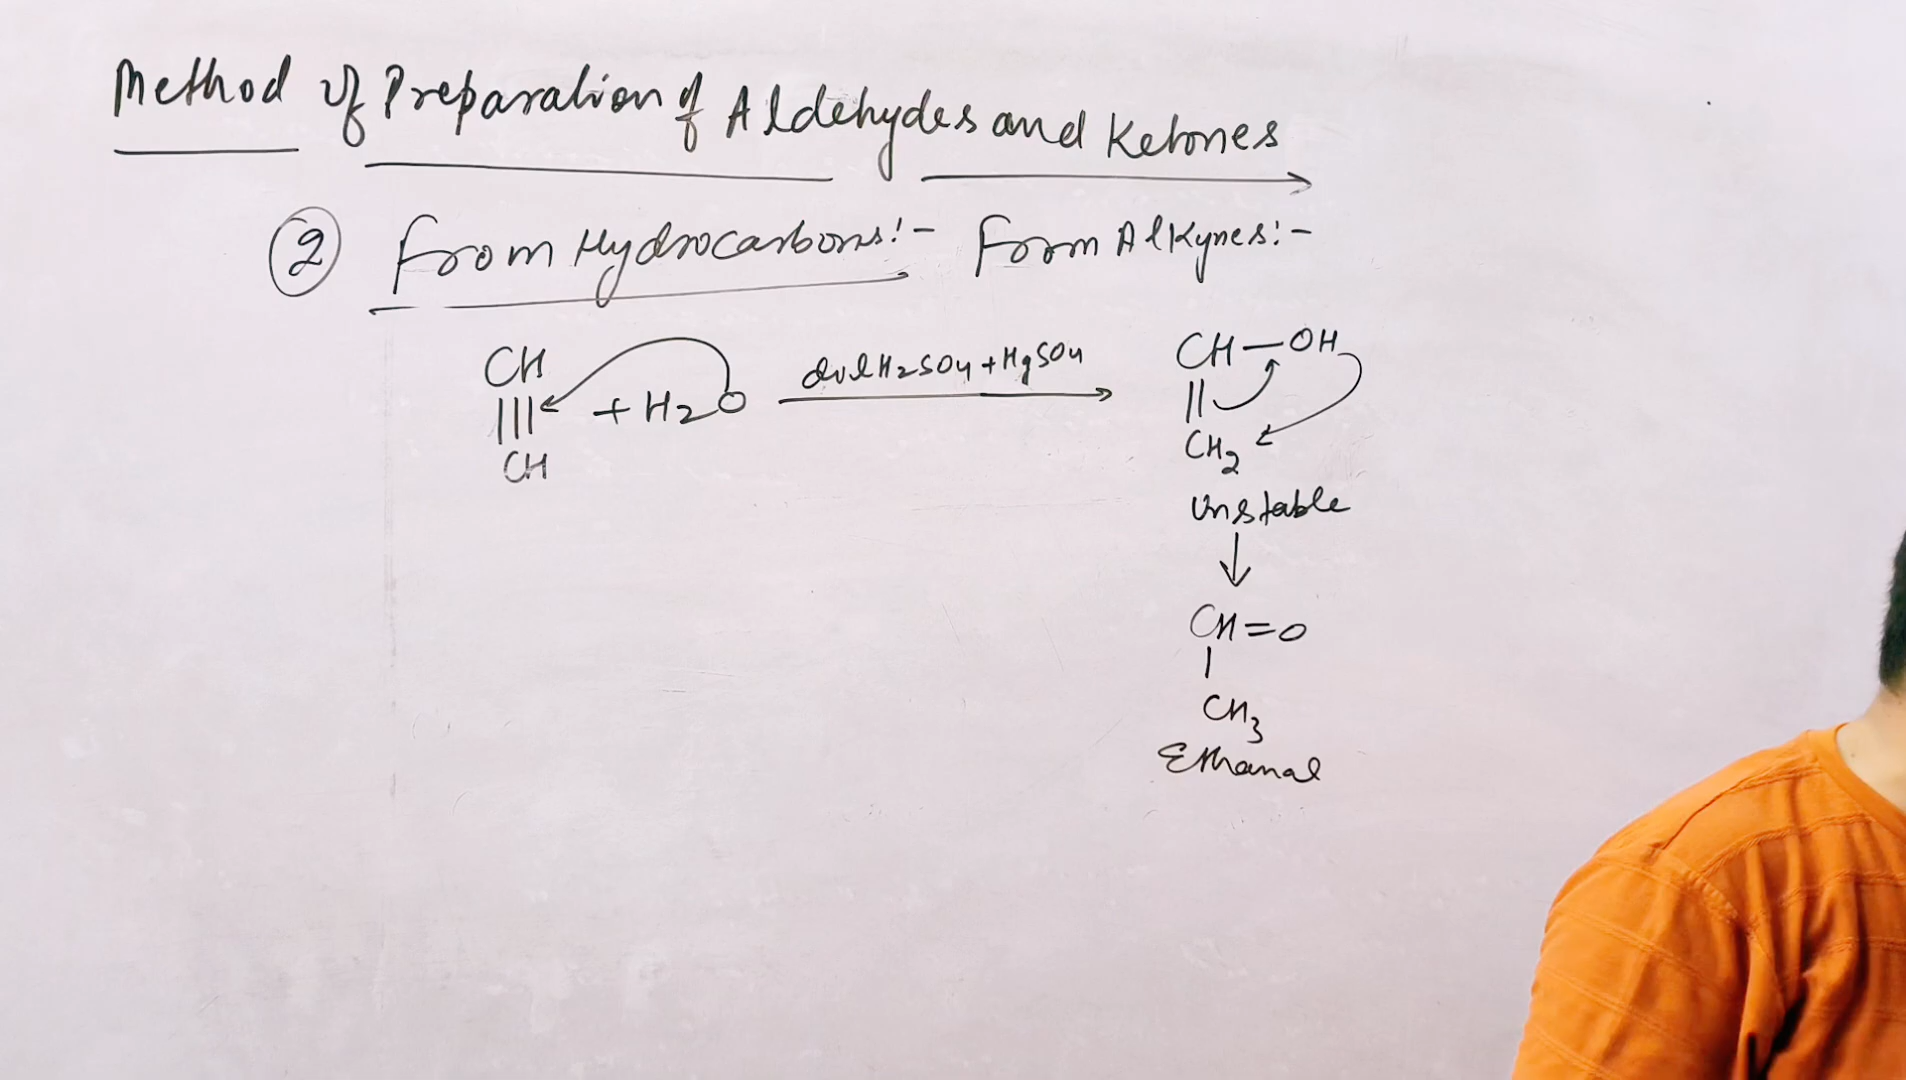 Method of Preparation of Aldehydes and Ketones
② From Hydrocarbons:- From Alkynes:-
CH
||| + H2O dil H2SO4 + HgSO4
CH
CH—OH
||
CH2
Unstable
↓
CH=O
|
CH3
Ethanal